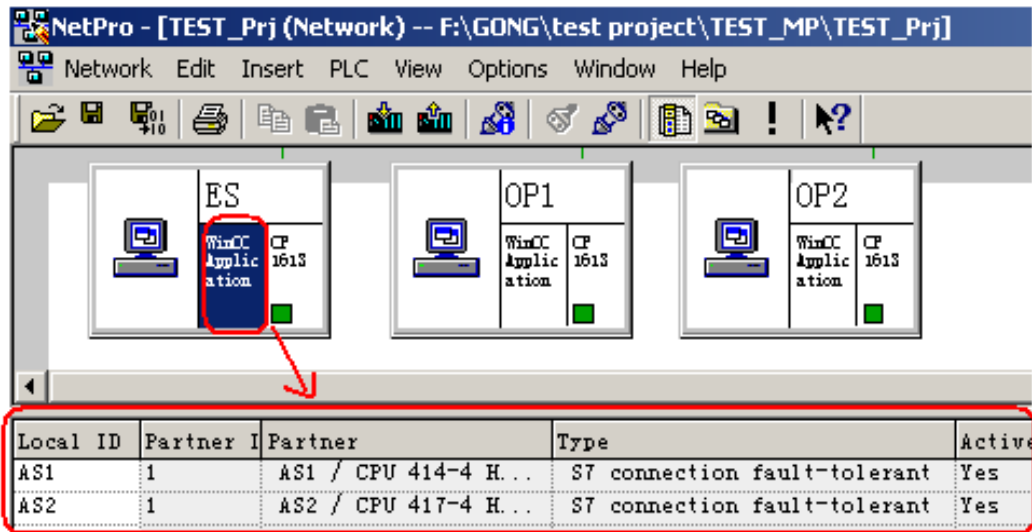 NetPro - [TEST_Prj (Network) -- F:\GONG\test project\TEST_MP\TEST_Prj]
Network Edit Insert PLC View Options Window Help
ES
WinCC Application
CP 1613
OP1
WinCC Application
CP 1613
OP2
WinCC Application
CP 1613
Local ID Partner I Partner Type Active
AS1 1 AS1 / CPU 414-4 H... S7 connection fault-tolerant Yes
AS2 1 AS2 / CPU 417-4 H... S7 connection fault-tolerant Yes